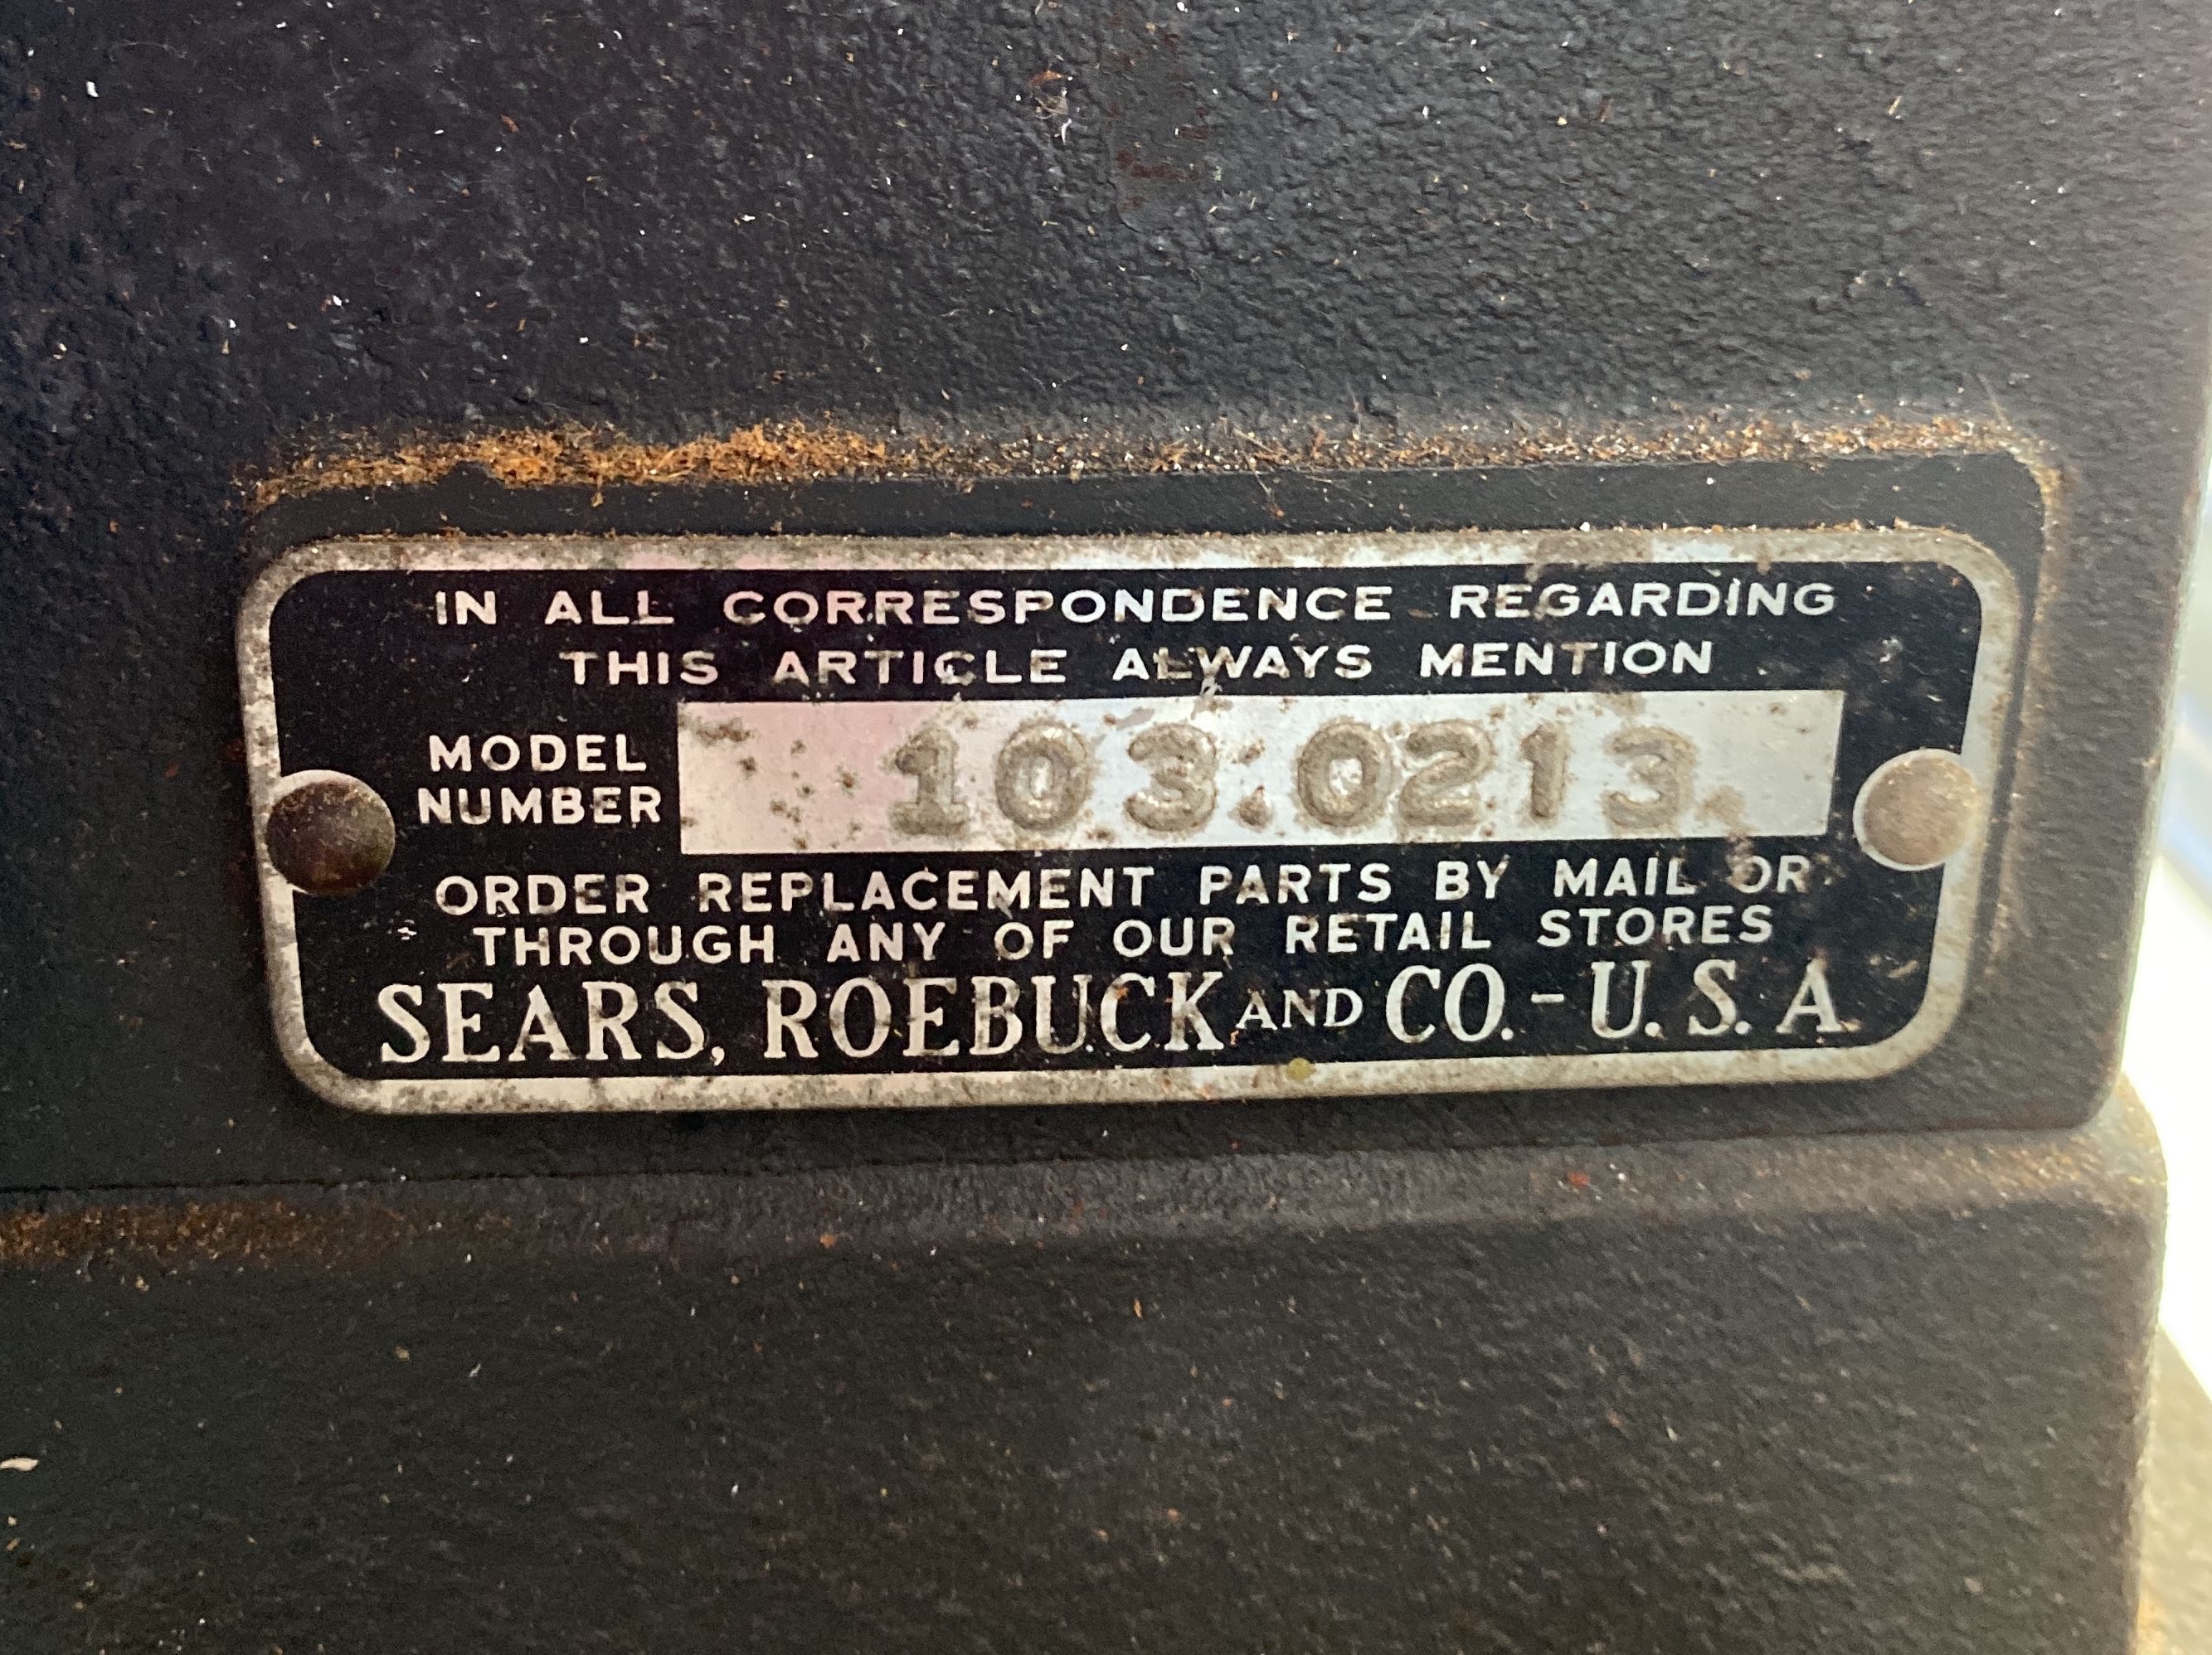 IN ALL CORRESPONDENCE REGARDING
THIS ARTICLE ALWAYS MENTION
MODEL
NUMBER
103.0213
ORDER REPLACEMENT PARTS BY MAIL OR
THROUGH ANY OF OUR RETAIL STORES
SEARS, ROEBUCK AND CO.-U.S.A.